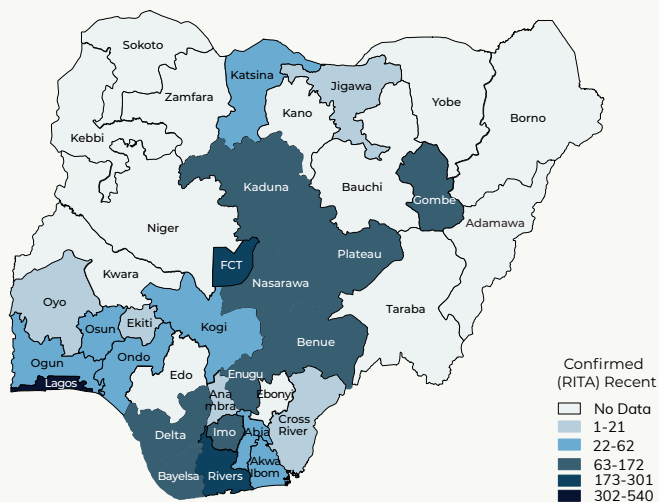 Sokoto
Katsina
Jigawa
Zamfara
Kano
Yobe
Borno
Kebbi
Kaduna
Bauchi
Gombe
Adamawa
Niger
FCT
Plateau
Kwara
Nasarawa
Oyo
Taraba
Osun
Ekiti
Kogi
Benue
Ogun
Ondo
Lagos
Edo
Enugu
Ana
mbra
Ebonyi
Cross
River
Delta
Imo
Abia
Bayelsa
Rivers
Akwa
Ibom
Confirmed
(RITA) Recent
No Data
1-21
22-62
63-172
173-301
302-540